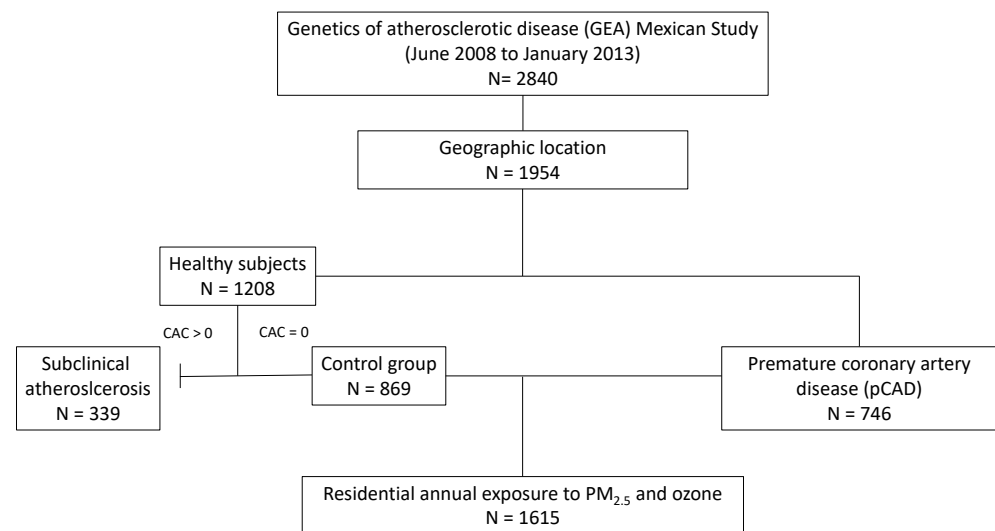 Genetics of atherosclerotic disease (GEA) Mexican Study
(June 2008 to January 2013)
N= 2840
Geographic location
N = 1954
Healthy subjects
N = 1208
CAC > 0
CAC = 0
Subclinical
atheroslcerosis
N = 339
Control group
N = 869
Premature coronary artery
disease (pCAD)
N = 746
Residential annual exposure to PM2.5 and ozone
N = 1615